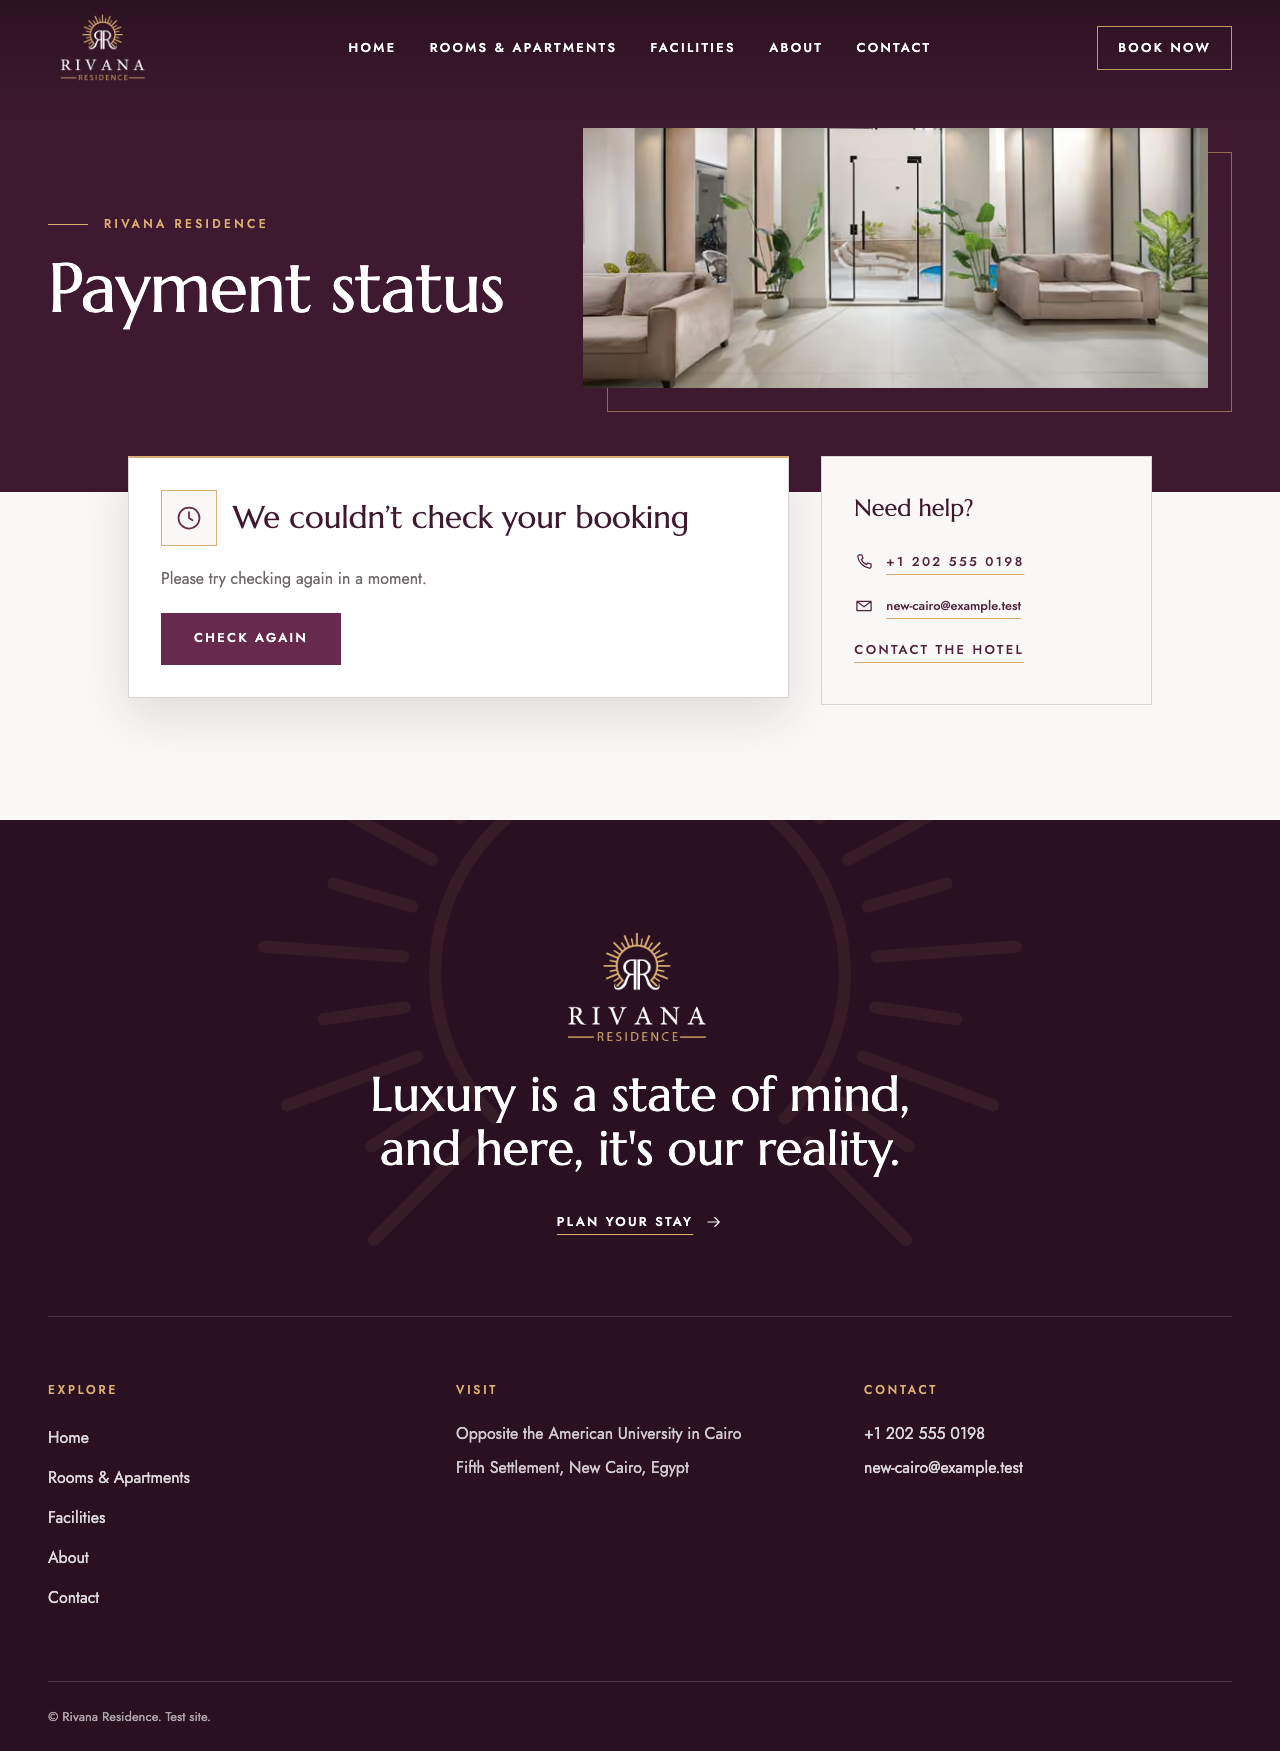 RIVANA
RESIDENCE
HOME
ROOMS & APARTMENTS
FACILITIES
ABOUT
CONTACT
BOOK NOW
RIVANA RESIDENCE
Payment status
We couldn’t check your booking
Please try checking again in a moment.
CHECK AGAIN
Need help?
+1 202 555 0198
new-cairo@example.test
CONTACT THE HOTEL
RIVANA
RESIDENCE
Luxury is a state of mind,
and here, it's our reality.
PLAN YOUR STAY
EXPLORE
Home
Rooms & Apartments
Facilities
About
Contact
VISIT
Opposite the American University in Cairo
Fifth Settlement, New Cairo, Egypt
CONTACT
+1 202 555 0198
new-cairo@example.test
© Rivana Residence. Test site.